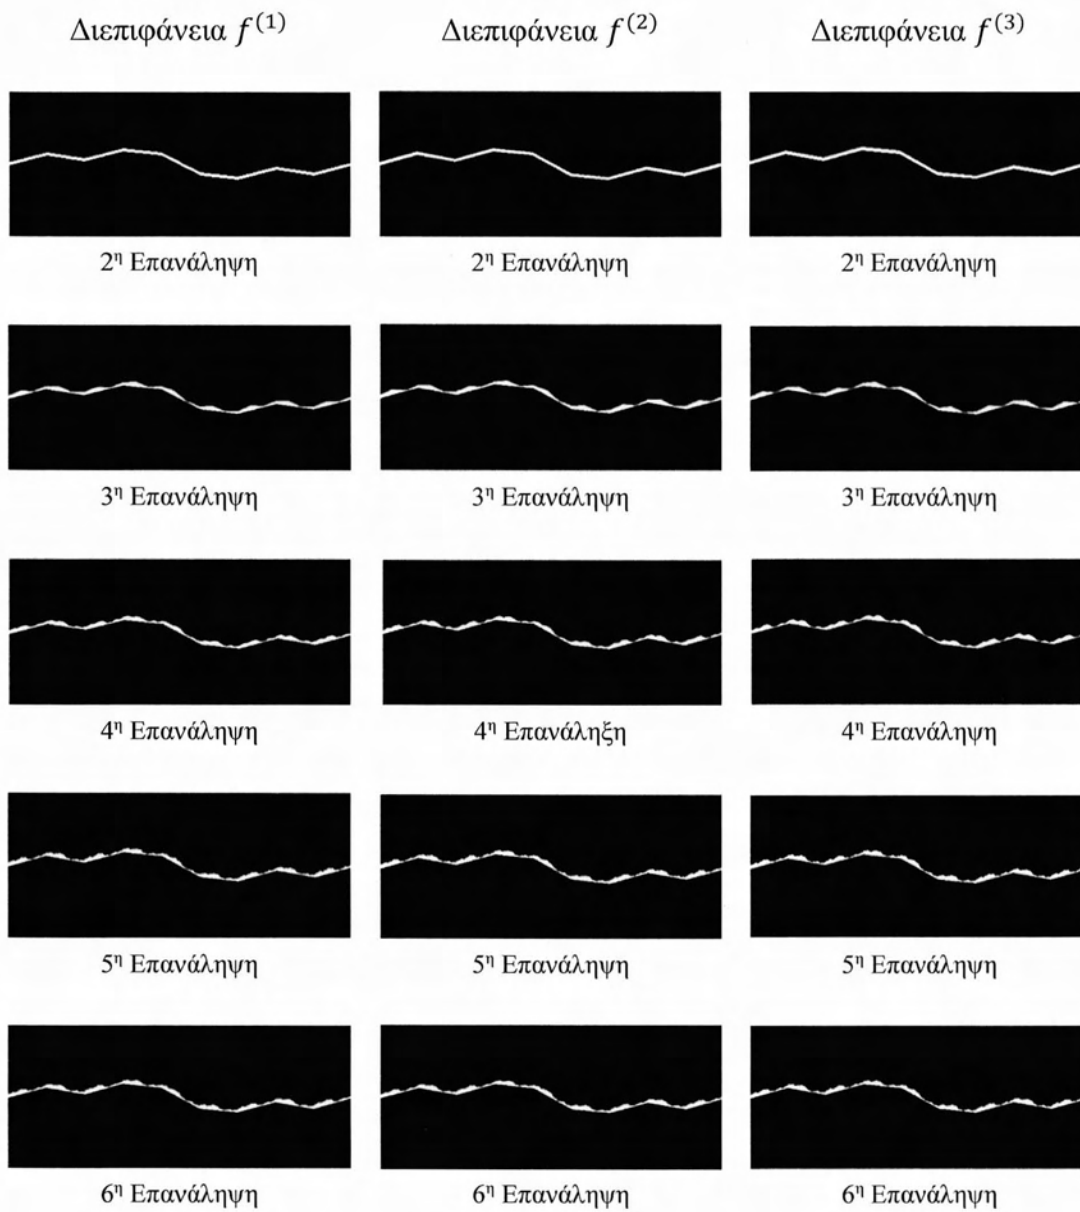 Διεπιφάνεια f⁽¹⁾ Διεπιφάνεια f⁽²⁾ Διεπιφάνεια f⁽³⁾
2η Επανάληψη 2η Επανάληψη 2η Επανάληψη
3η Επανάληψη 3η Επανάληψη 3η Επανάληψη
4η Επανάληψη 4η Επανάληξη 4η Επανάληψη
5η Επανάληψη 5η Επανάληψη 5η Επανάληψη
6η Επανάληψη 6η Επανάληψη 6η Επανάληψη